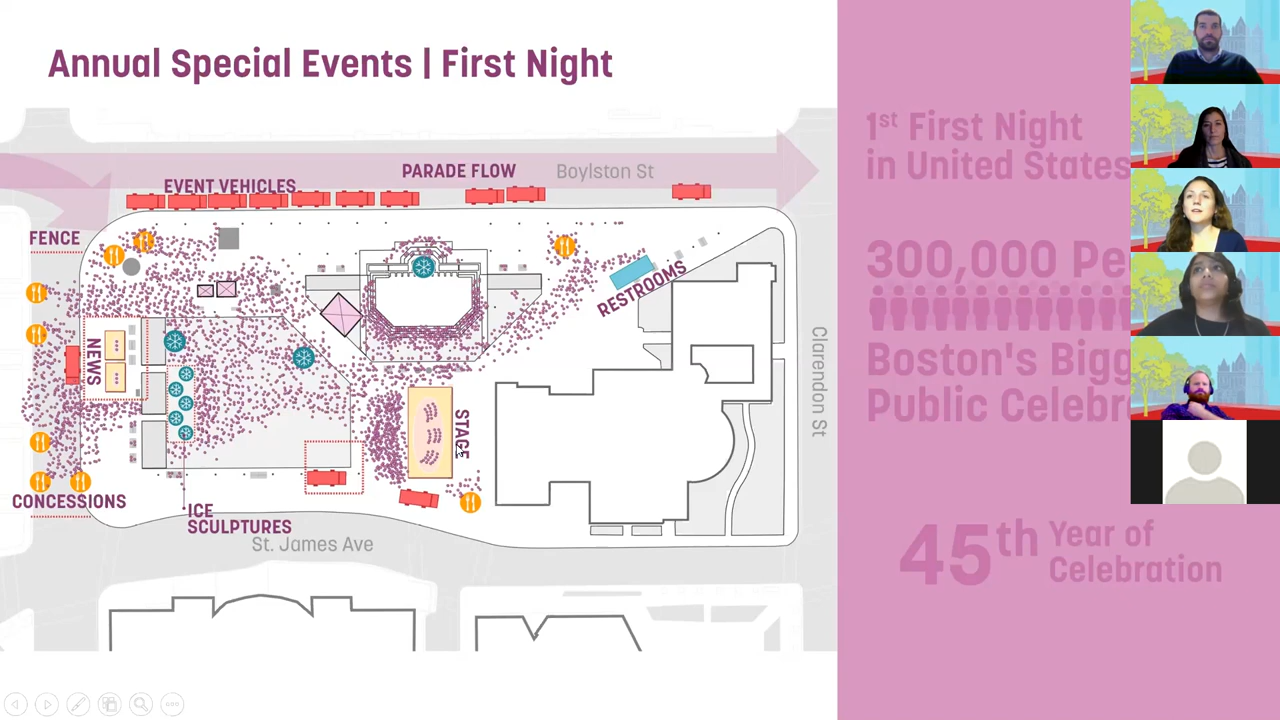 Annual Special Events | First Night
PARADE FLOW
Boylston St
EVENT VEHICLES
FENCE
RESTROOMS
NEWS
STAGE
Clarendon St
CONCESSIONS
ICE
SCULPTURES
St. James Ave
1st First Night
in United States
300,000 Pe
Boston's Bigg
Public Celebr
45th Year of
Celebration